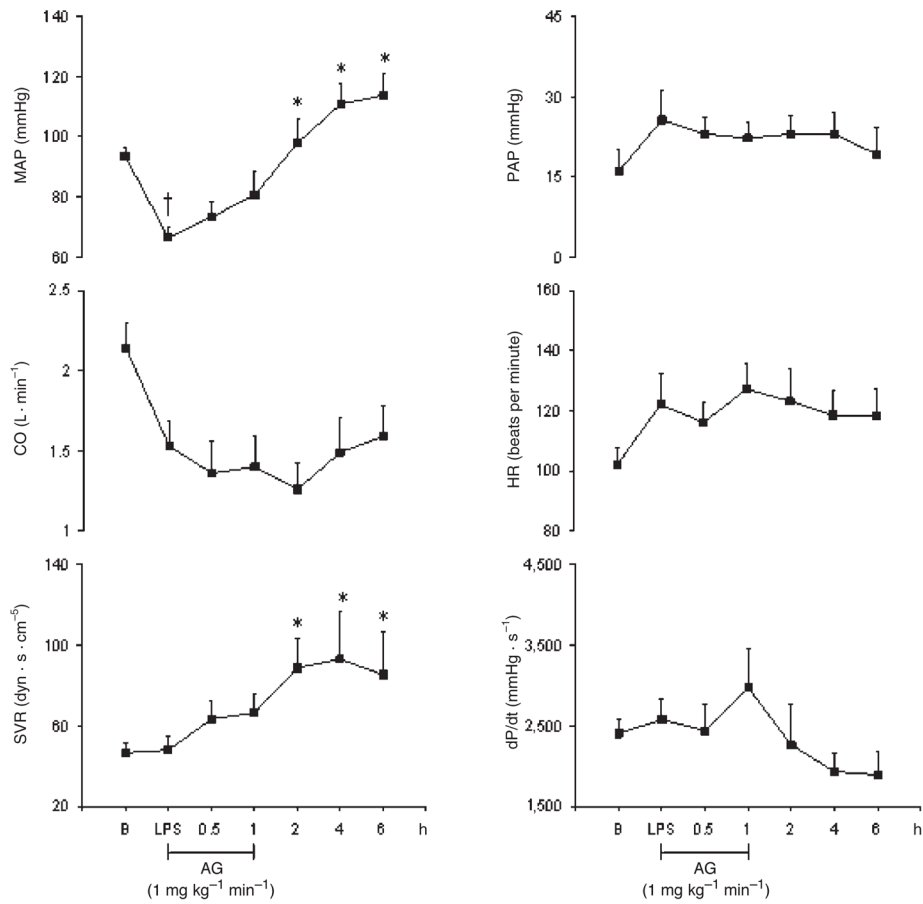 140
120
100
80
60
MAP (mmHg)
*
*
*
†
45
30
15
0
PAP (mmHg)
2.5
2
1.5
1
CO (L · min⁻¹)
160
140
120
100
80
HR (beats per minute)
140
100
60
20
SVR (dyn · s · cm⁻⁵)
*
*
*
B LPS 0.5 1 2 4 6 h
AG
(1 mg kg⁻¹ min⁻¹)
4,500
3,500
2,500
1,500
dP/dt (mmHg · s⁻¹)
B LPS 0.5 1 2 4 6 h
AG
(1 mg kg⁻¹ min⁻¹)